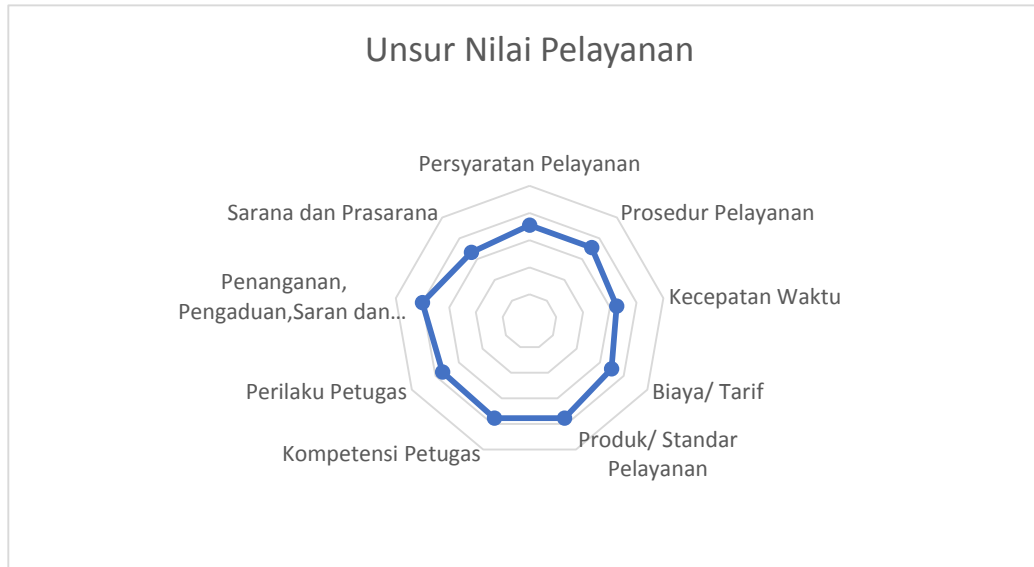 Unsur Nilai Pelayanan
Persyaratan Pelayanan
Prosedur Pelayanan
Kecepatan Waktu
Biaya/ Tarif
Produk/ Standar
Pelayanan
Kompetensi Petugas
Perilaku Petugas
Penanganan,
Pengaduan,Saran dan...
Sarana dan Prasarana